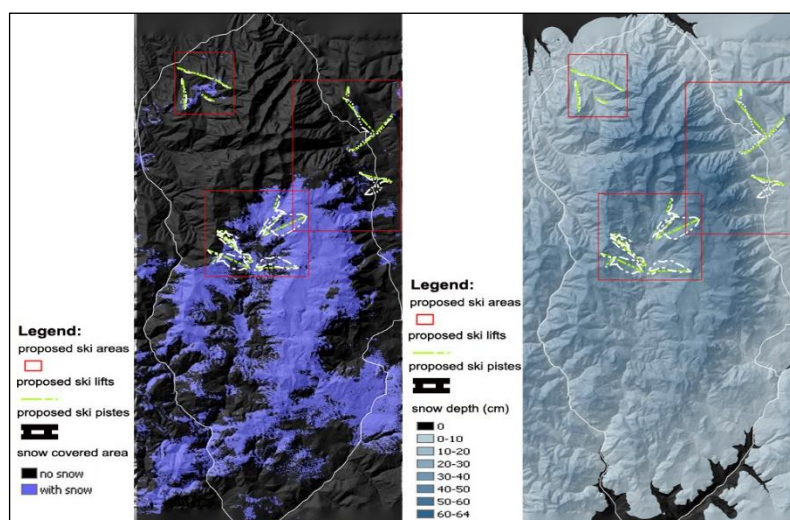 Legend:
proposed ski areas
proposed ski lifts
proposed ski pistes
snow covered area
no snow
with snow
Legend:
proposed ski areas
proposed ski lifts
proposed ski pistes
snow depth (cm)
0
0-10
10-20
20-30
30-40
40-50
50-60
60-64